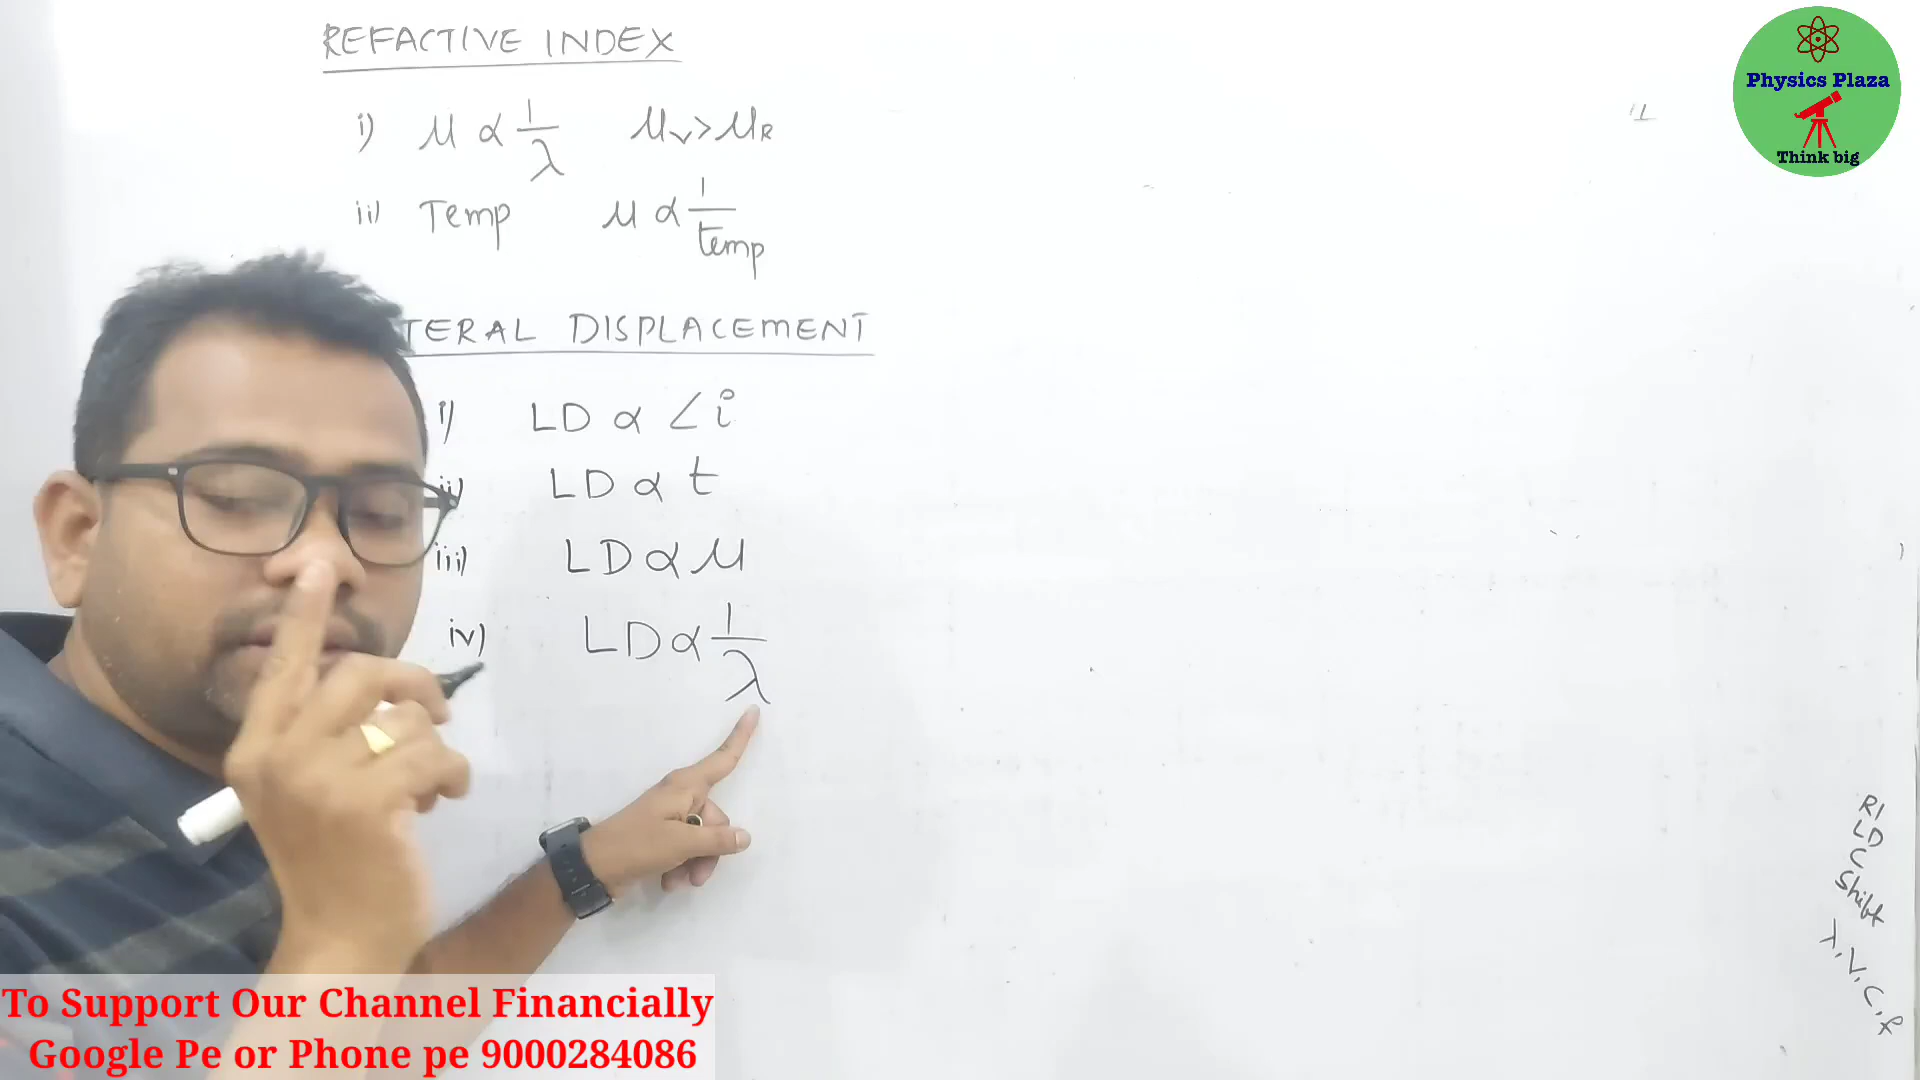 REFACTIVE INDEX
i) μ ∝ 1/λ μv > μR
ii) Temp μ ∝ 1/temp
TERAL DISPLACEMENT
i) LD ∝ ∠i
ii) LD ∝ t
iii) LD ∝ μ
iv) LD ∝ 1/λ
Physics Plaza
Think big
RI
LD
C
Shift
λ, V, C, f
To Support Our Channel Financially
Google Pe or Phone pe 9000284086